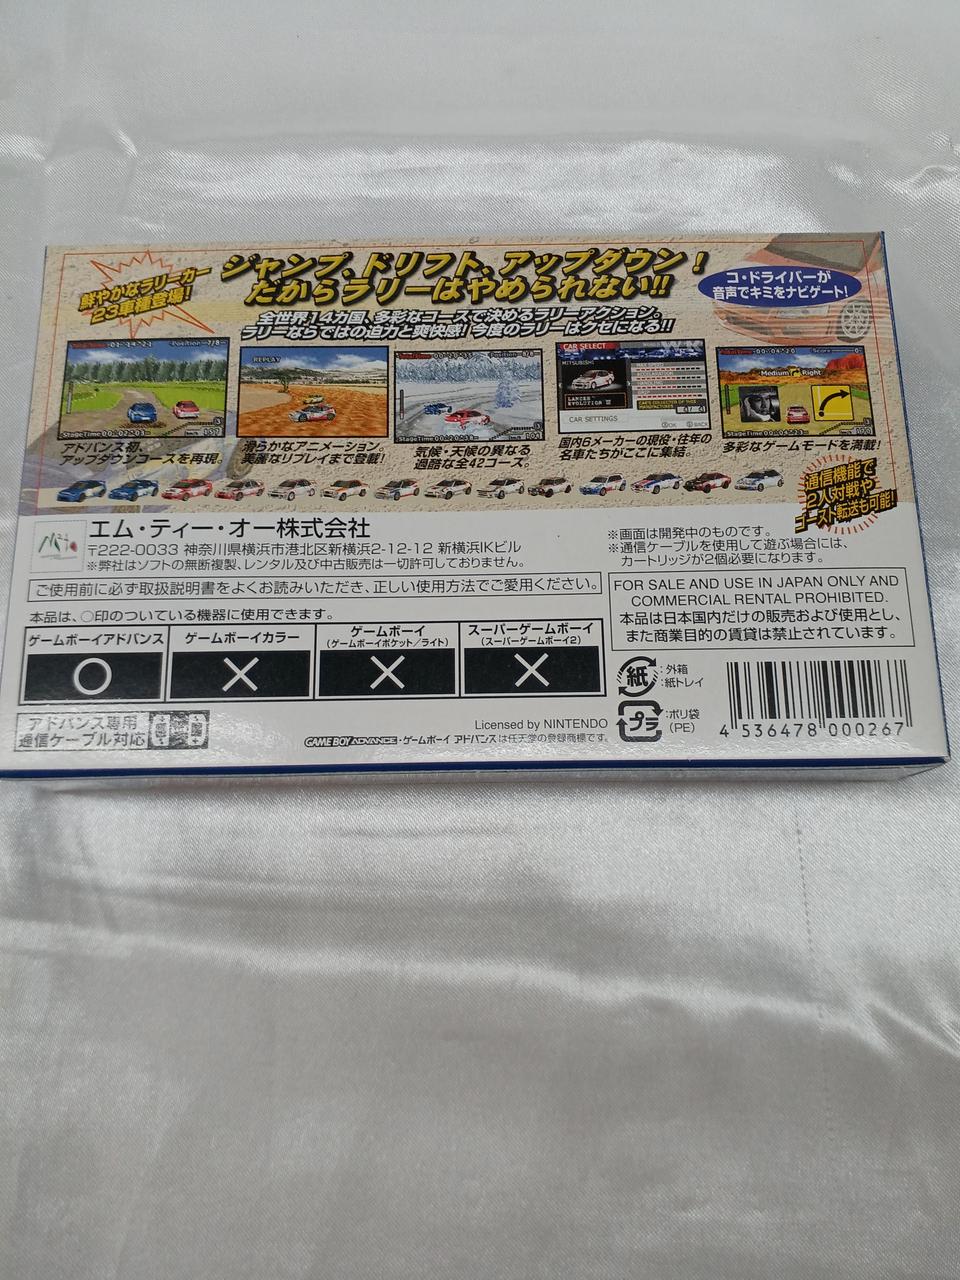 鮮やかなラリーカー
23車種登場!
ジャンプ、ドリフト、アップダウン!
だからラリーはやめられない!!
全世界14カ国、多彩なコースで決めるラリーアクション。
ラリーならではの迫力と爽快感!今度のラリーはクセになる!!
コ・ドライバーが
音声でキミをナビゲート!
Position 7/8
StageTime
REPLAY
Position
StageTime
CAR SELECT
MITSUBISHI
LANCER
EVOLUTION
CAR SETTINGS
OK BACK
Score
Medium Right
StageTime
アドバンス初、
アップダウンコースを再現。
滑らかなアニメーション。
美麗なリプレイまで登載!
気候・天候の異なる
過酷な全42コース。
国内6メーカーの現役・往年の
名車たちがここに集結。
多彩なゲームモードを満載!
通信機能で
2人対戦や
ゴースト転送も可能!
エム・ティー・オー株式会社
〒222-0033 神奈川県横浜市港北区新横浜2-12-12 新横浜IKビル
※弊社はソフトの無断複製、レンタル及び中古販売は一切許可しておりません。
※画面は開発中のものです。
※通信ケーブルを使用して遊ぶ場合には、
カートリッジが2個必要になります。
ご使用前に必ず取扱説明書をよくお読みいただき、正しい使用方法でご愛用ください。
FOR SALE AND USE IN JAPAN ONLY AND
COMMERCIAL RENTAL PROHIBITED.
本品は日本国内だけの販売および使用とし、
また商業目的の賃貸は禁止されています。
本品は、○印のついている機器に使用できます。
ゲームボーイアドバンス
ゲームボーイカラー
ゲームボーイ
(ゲームボーイポケット/ライト)
スーパーゲームボーイ
(スーパーゲームボーイ2)
○ × × ×
紙
:外箱
:紙トレイ
プラ
:ポリ袋
(PE)
4 536478 000267
アドバンス専用
通信ケーブル対応
Licensed by NINTENDO
GAME BOY ADVANCE・ゲームボーイ アドバンスは任天堂の登録商標です。